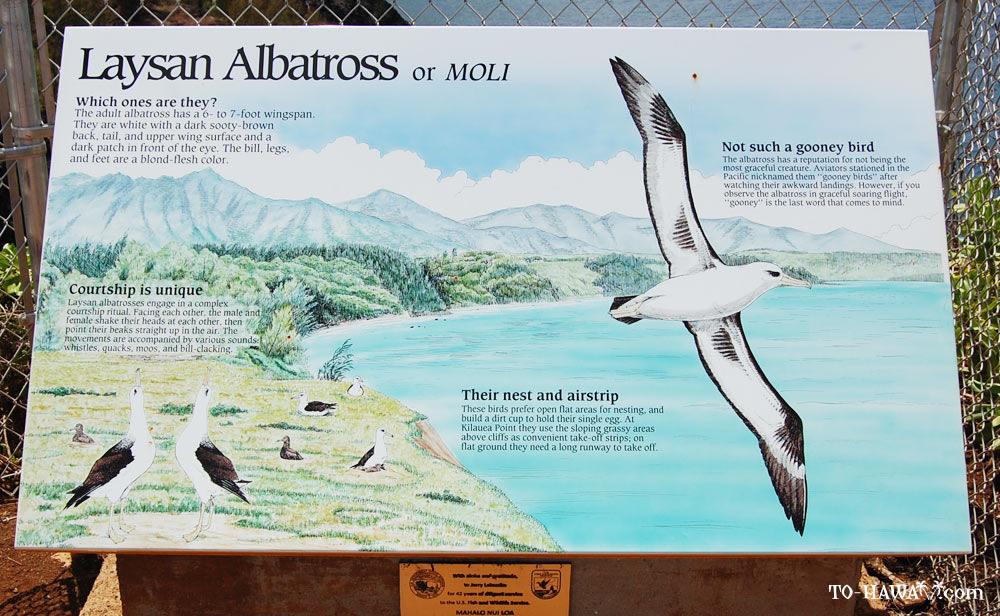 Laysan Albatross or MOLI
Which ones are they?
The adult albatross has a 6- to 7-foot wingspan.
They are white with a dark sooty-brown
back, tail, and upper wing surface and a
dark patch in front of the eye. The bill, legs,
and feet are a blond-flesh color.
Not such a gooney bird
The albatross has a reputation for not being the
most graceful creature. Aviators stationed in the
Pacific nicknamed them "gooney birds" after
watching their awkward landings. However, if you
observe the albatross in graceful soaring flight,
"gooney" is the last word that comes to mind.
Courtship is unique
Laysan albatrosses engage in a complex
courtship ritual. Facing each other, the male and
female shake their heads at each other, then
point their beaks straight up in the air. The
movements are accompanied by various sounds:
whistles, quacks, moos, and bill-clacking.
Their nest and airstrip
These birds prefer open flat areas for nesting, and
build a dirt cup to hold their single egg. At
Kilauea Point they use the sloping grassy areas
above cliffs as convenient take-off strips; on
flat ground they need a long runway to take off.
With aloha and gratitude,
to Jerry
for 42 years of diligent service
to the U.S. Fish and Wildlife Service.
MAHALO NUI LOA
TO-HAWAII.com